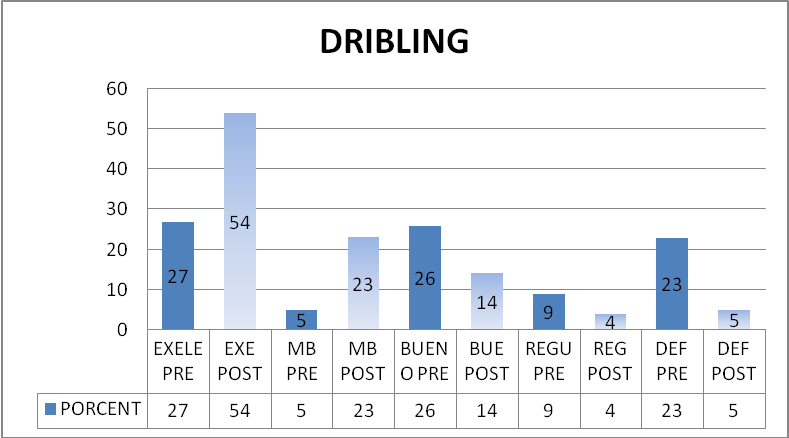 DRIBLING
60
50
40
30
20
10
0
27
54
5
23
26
14
9
4
23
5
EXELE PRE
EXE POST
MB PRE
MB POST
BUEN O PRE
BUE POST
REGU PRE
REG POST
DEF PRE
DEF POST
PORCENT 27 54 5 23 26 14 9 4 23 5